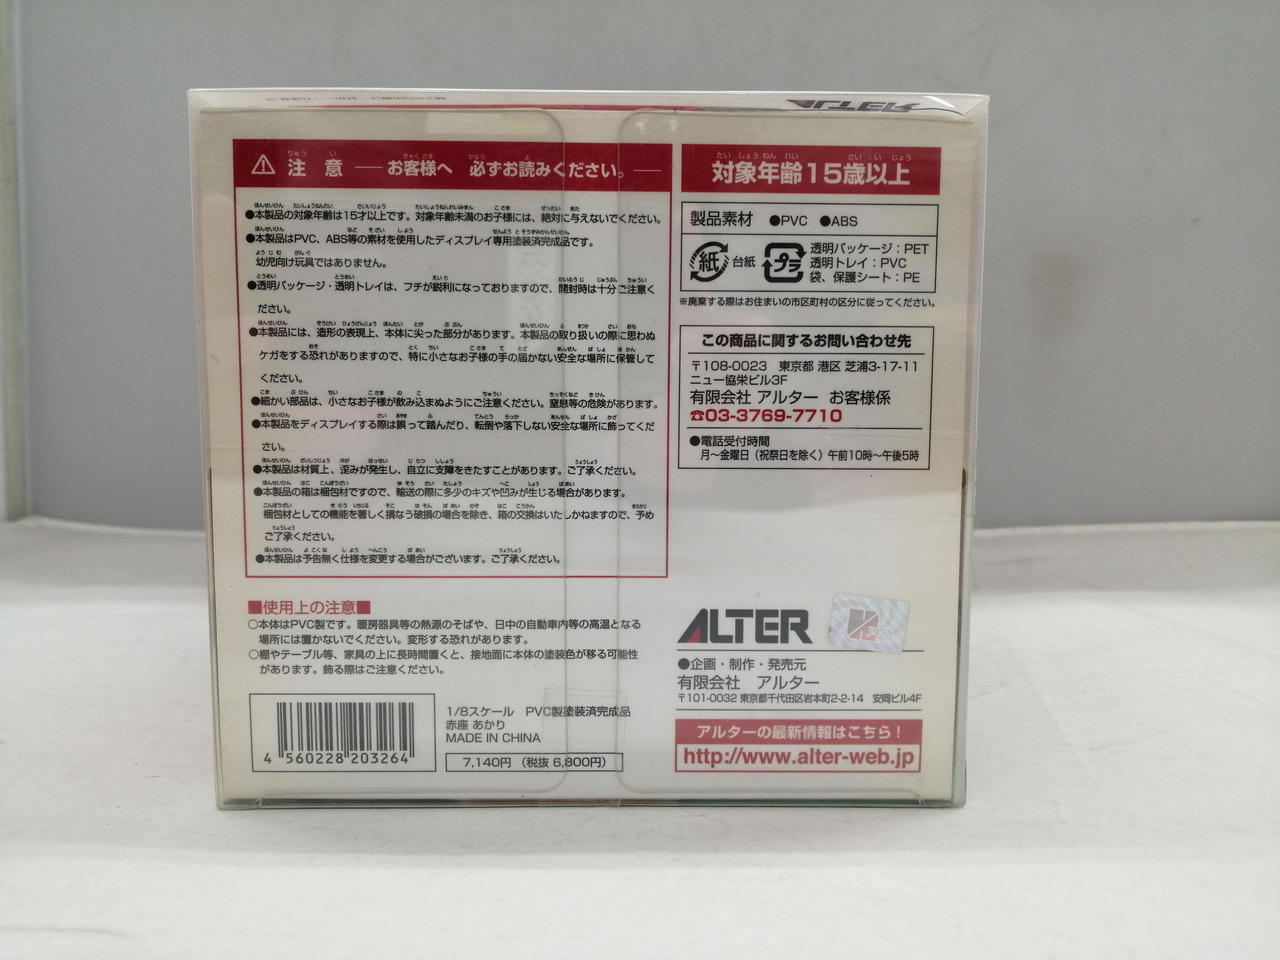 ALTER
⚠ 注意 ― お客様へ 必ずお読みください。―
●本製品の対象年齢は15才以上です。対象年齢未満のお子様には、絶対に与えないでください。
●本製品はPVC、ABS等の素材を使用したディスプレイ専用塗装済完成品です。
幼児向け玩具ではありません。
●透明パッケージ・透明トレイは、フチが鋭利になっておりますので、開封時は十分ご注意く
ださい。
●本製品には、造形の表現上、本体に尖った部分があります。本製品の取り扱いの際に思わぬ
ケガをする恐れがありますので、特に小さなお子様の手の届かない安全な場所に保管して
ください。
●細かい部品は、小さなお子様が飲み込まぬようにご注意ください。窒息等の危険があります。
●本製品をディスプレイする際は誤って踏んだり、転倒や落下しない安全な場所に飾ってくだ
さい。
●本製品は材質上、歪みが発生し、自立に支障をきたすことがあります。ご了承ください。
●本製品の箱は梱包材ですので、輸送の際に多少のキズや凹みが生じる場合があります。
梱包材としての機能を著しく損なう破損の場合を除き、箱の交換はいたしかねますので、予め
ご了承ください。
●本製品は予告無く仕様を変更する場合がございます。ご了承ください。
■使用上の注意■
○本体はPVC製です。暖房器具等の熱源のそばや、日中の自動車内等の高温となる
場所には置かないでください。変形する恐れがあります。
○棚やテーブル等、家具の上に長時間置くと、接地面に本体の塗装色が移る可能性
があります。飾る際はご注意ください。
4 560228 203264
1/8スケール PVC製塗装済完成品
赤座 あかり
MADE IN CHINA
7,140円 (税抜 6,800円)
対象年齢15歳以上
製品素材 ●PVC ●ABS
紙 台紙
プラ 透明パッケージ:PET
透明トレイ:PVC
袋、保護シート:PE
※廃棄する際はお住まいの市区町村の区分に従ってください。
この商品に関するお問い合わせ先
〒108-0023 東京都 港区 芝浦3-17-11
ニュー協栄ビル3F
有限会社 アルター お客様係
☎03-3769-7710
●電話受付時間
月〜金曜日(祝祭日を除く)午前10時〜午後5時
ALTER
JAPAN
●企画・制作・発売元
有限会社 アルター
〒101-0032 東京都千代田区岩本町2-2-14 安岡ビル4F
アルターの最新情報はこちら!
http://www.alter-web.jp